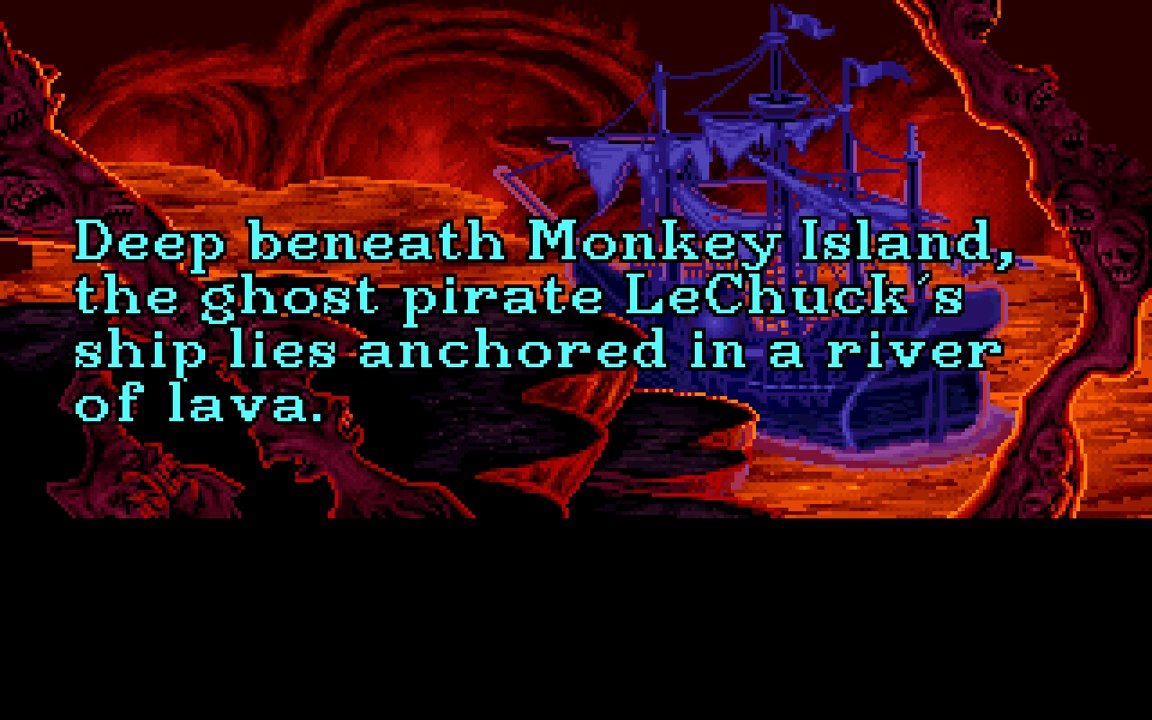 Deep beneath Monkey Island,
the ghost pirate LeChuck´s
ship lies anchored in a river
of lava.